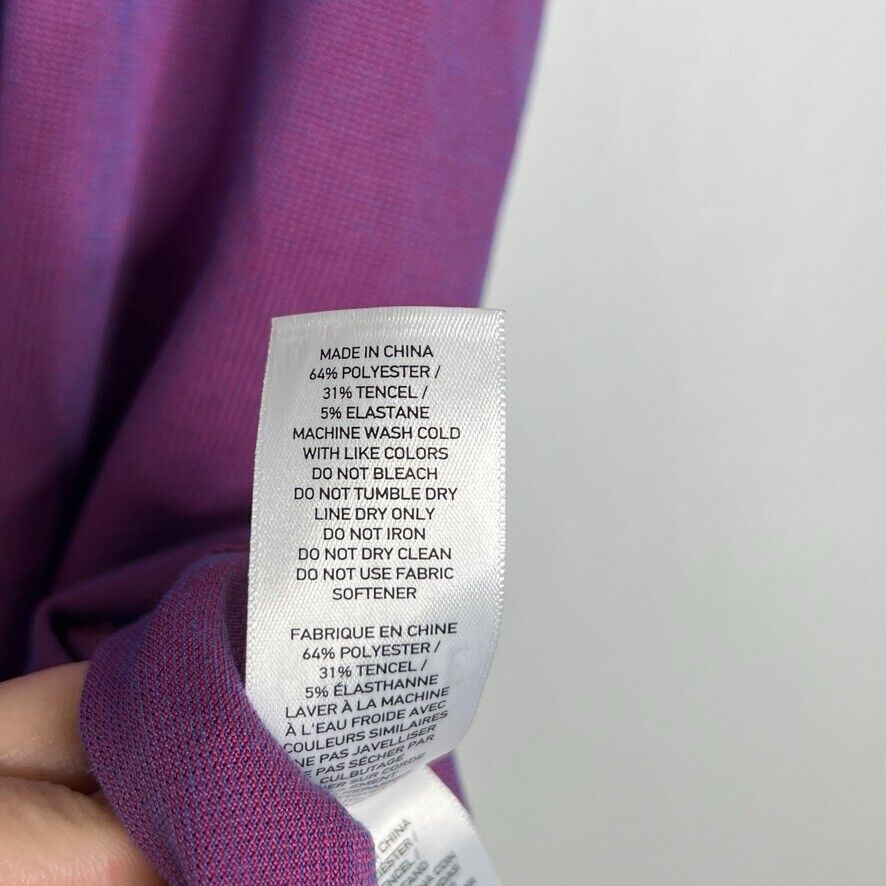 MADE IN CHINA
64% POLYESTER /
31% TENCEL /
5% ELASTANE
MACHINE WASH COLD
WITH LIKE COLORS
DO NOT BLEACH
DO NOT TUMBLE DRY
LINE DRY ONLY
DO NOT IRON
DO NOT DRY CLEAN
DO NOT USE FABRIC
SOFTENER
FABRIQUE EN CHINE
64% POLYESTER /
31% TENCEL /
5% ÉLASTHANNE
LAVER À LA MACHINE
À L'EAU FROIDE AVEC
COULEURS SIMILAIRES
NE PAS JAVELLISER
PAS SÉCHER PAR
CULBUTAGE
SUR CORDE
CHINA